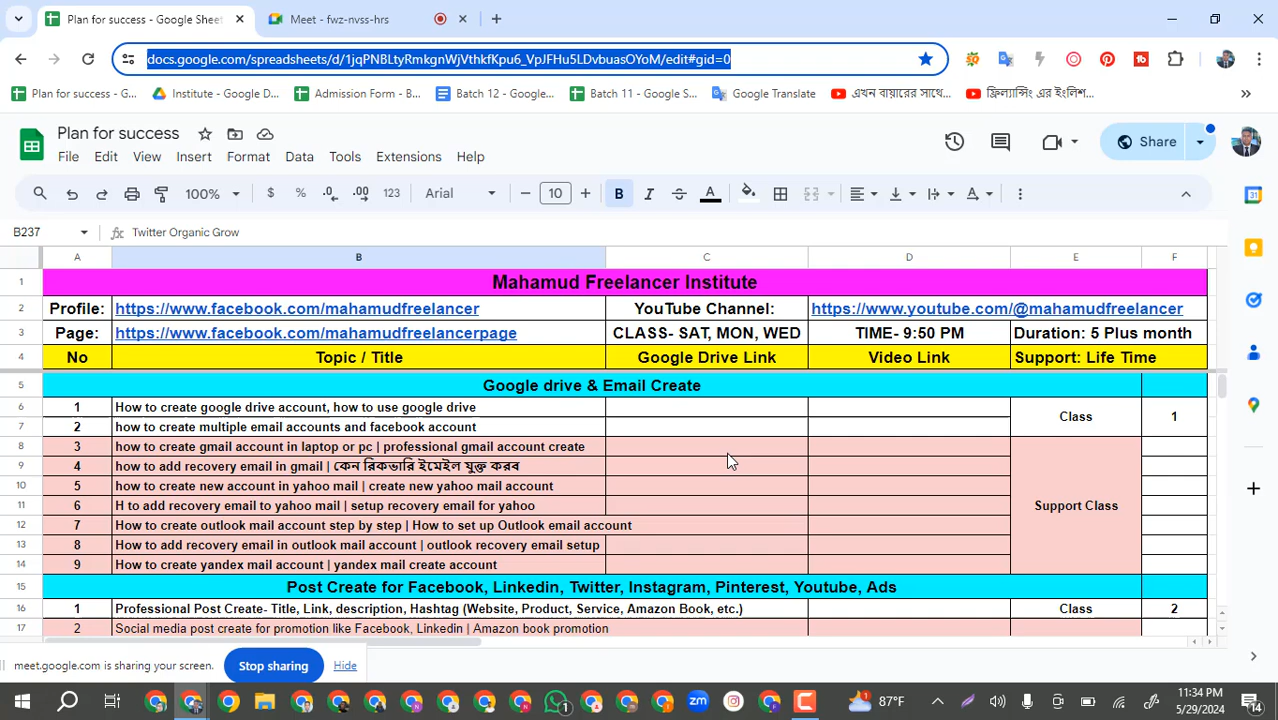 Plan for success - Google Sheet
Meet - fwz-nvss-hrs
docs.google.com/spreadsheets/d/1jqPNBLtyRmkgnWjVthkfKpu6_VpJFHu5LDvbuasOYoM/edit#gid=0
Plan for success - G...
Institute - Google D...
Admission Form - B...
Batch 12 - Google...
Batch 11 - Google S...
Google Translate
এখন বায়ারের সাথে...
ফ্রিল্যান্সিং এর ইংলিশ...
Plan for success
File Edit View Insert Format Data Tools Extensions Help
Share
100% $ % .0 .00 123 Arial 10 B I A
B237 fx Twitter Organic Grow
A B C D E F
1 Mahamud Freelancer Institute
2 Profile: https://www.facebook.com/mahamudfreelancer YouTube Channel: https://www.youtube.com/@mahamudfreelancer
3 Page: https://www.facebook.com/mahamudfreelancerpage CLASS- SAT, MON, WED TIME- 9:50 PM Duration: 5 Plus month
4 No Topic / Title Google Drive Link Video Link Support: Life Time
5 Google drive & Email Create
6 1 How to create google drive account, how to use google drive Class 1
7 2 how to create multiple email accounts and facebook account
8 3 how to create gmail account in laptop or pc | professional gmail account create
9 4 how to add recovery email in gmail | কেন রিকভারি ইমেইল যুক্ত করব
10 5 how to create new account in yahoo mail | create new yahoo mail account
11 6 H to add recovery email to yahoo mail | setup recovery email for yahoo Support Class
12 7 How to create outlook mail account step by step | How to set up Outlook email account
13 8 How to add recovery email in outlook mail account | outlook recovery email setup
14 9 How to create yandex mail account | yandex mail create account
15 Post Create for Facebook, Linkedin, Twitter, Instagram, Pinterest, Youtube, Ads
16 1 Professional Post Create- Title, Link, description, Hashtag (Website, Product, Service, Amazon Book, etc.) Class 2
17 2 Social media post create for promotion like Facebook, Linkedin | Amazon book promotion
meet.google.com is sharing your screen. Stop sharing Hide
1 zm 87°F 11:34 PM
5/29/2024 14